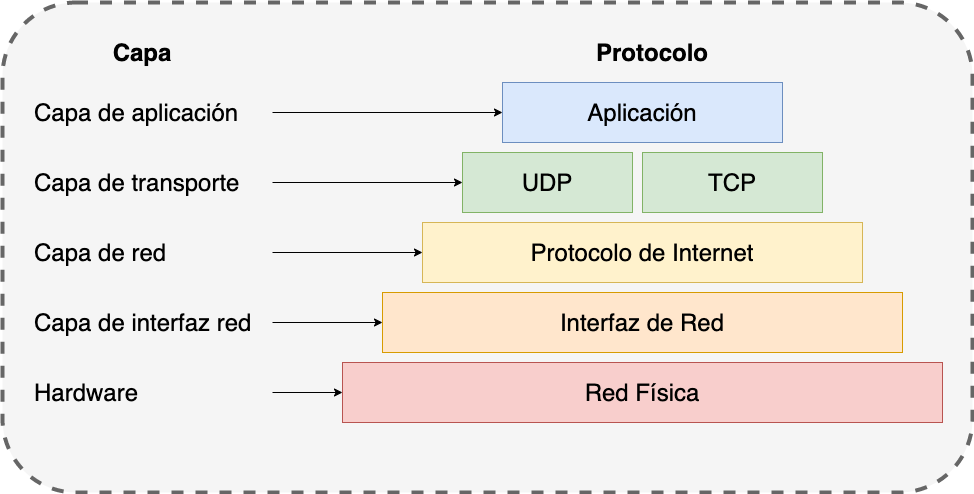 Capa Protocolo
Capa de aplicación Aplicación
Capa de transporte UDP TCP
Capa de red Protocolo de Internet
Capa de interfaz red Interfaz de Red
Hardware Red Física